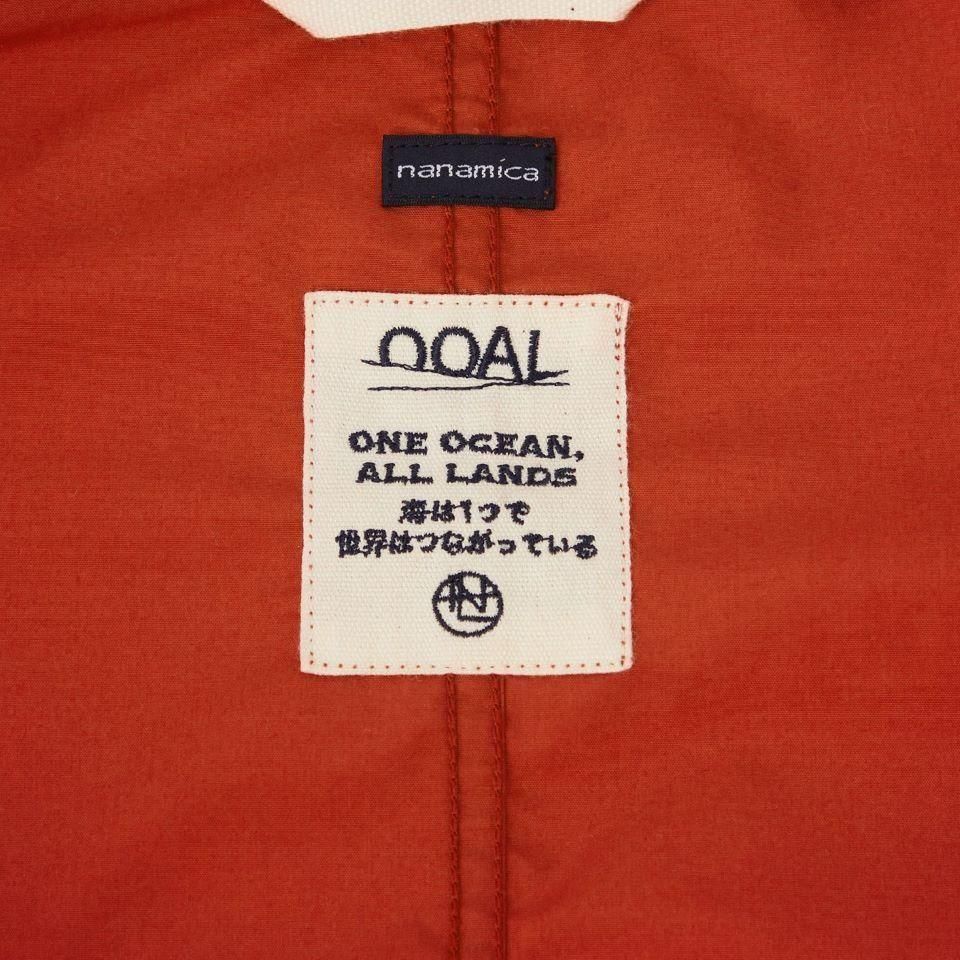 nanamica
OOAL
ONE OCEAN,
ALL LANDS
海は1つで
世界はつながっている